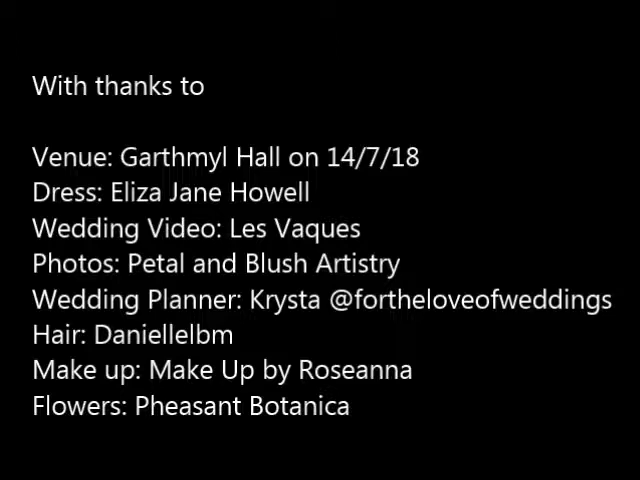 With thanks to
Venue: Garthmyl Hall on 14/7/18
Dress: Eliza Jane Howell
Wedding Video: Les Vaques
Photos: Petal and Blush Artistry
Wedding Planner: Krysta @fortheloveofweddings
Hair: Daniellelbm
Make up: Make Up by Roseanna
Flowers: Pheasant Botanica